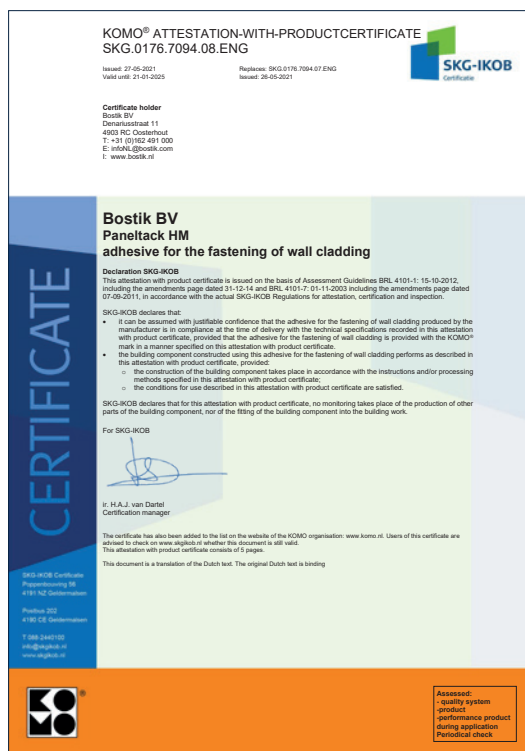 KOMO® ATTESTATION-WITH-PRODUCTCERTIFICATE
SKG.0176.7094.08.ENG
Issued: 27-05-2021 Replaces: SKG.0176.7094.07.ENG
Valid until: 21-01-2025 Issued: 26-05-2021
SKG-IKOB
Certificatie
Certificate holder
Bostik BV
Denariusstraat 11
4903 RC Oosterhout
T: +31 (0)162 491 000
E: infoNL@bostik.com
I: www.bostik.nl
Bostik BV
Paneltack HM
adhesive for the fastening of wall cladding
Declaration SKG-IKOB
This attestation with product certificate is issued on the basis of Assessment Guidelines BRL 4101-1: 15-10-2012,
including the amendments page dated 31-12-14 and BRL 4101-7: 01-11-2003 including the amendments page dated
07-09-2011, in accordance with the actual SKG-IKOB Regulations for attestation, certification and inspection.
SKG-IKOB declares that:
• it can be assumed with justifiable confidence that the adhesive for the fastening of wall cladding produced by the
manufacturer is in compliance at the time of delivery with the technical specifications recorded in this attestation
with product certificate, provided that the adhesive for the fastening of wall cladding is provided with the KOMO®
mark in a manner specified on this attestation with product certificate.
• the building component constructed using this adhesive for the fastening of wall cladding performs as described in
this attestation with product certificate, provided:
o the construction of the building component takes place in accordance with the instructions and/or processing
methods specified in this attestation with product certificate;
o the conditions for use described in this attestation with product certificate are satisfied.
SKG-IKOB declares that for this attestation with product certificate, no monitoring takes place of the production of other
parts of the building component, nor of the fitting of the building component into the building work.
For SKG-IKOB
ir. H.A.J. van Dartel
Certification manager
The certificate has also been added to the list on the website of the KOMO organisation: www.komo.nl. Users of this certificate are
advised to check on www.skgikob.nl whether this document is still valid.
This attestation with product certificate consists of 5 pages.
This document is a translation of the Dutch text. The original Dutch text is binding
CERTIFICATE
SKG-IKOB Certificatie
Poppenbouwing 56
4191 NZ Geldermalsen
Postbus 202
4190 CE Geldermalsen
T 088-2440100
info@skgikob.nl
www.skgikob.nl
KOMO®
Assessed:
- quality system
-product
-performance product
during application
Periodical check